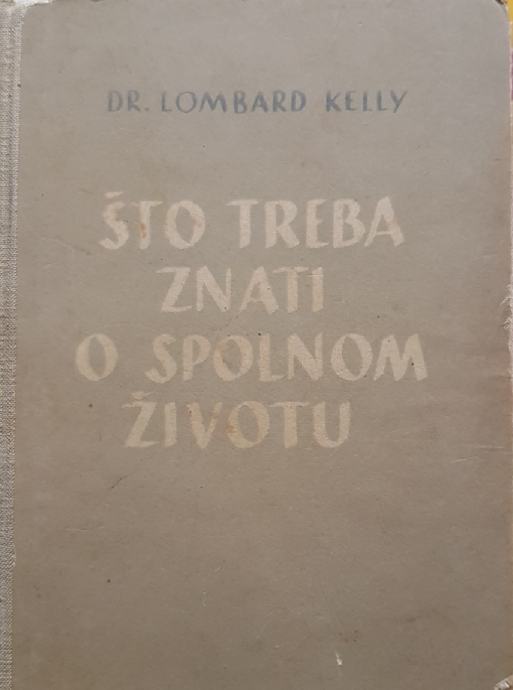 DR. LOMBARD KELLY
ŠTO TREBA
ZNATI
O SPOLNOM
ŽIVOTU